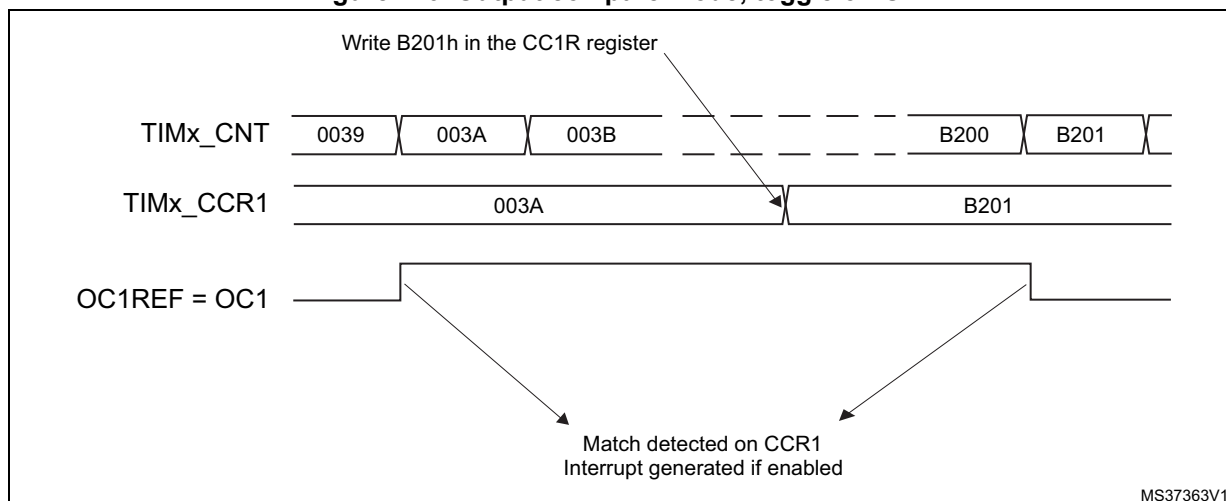 Write B201h in the CC1R register
TIMx_CNT 0039 003A 003B B200 B201
TIMx_CCR1 003A B201
OC1REF = OC1
Match detected on CCR1
Interrupt generated if enabled
MS37363V1